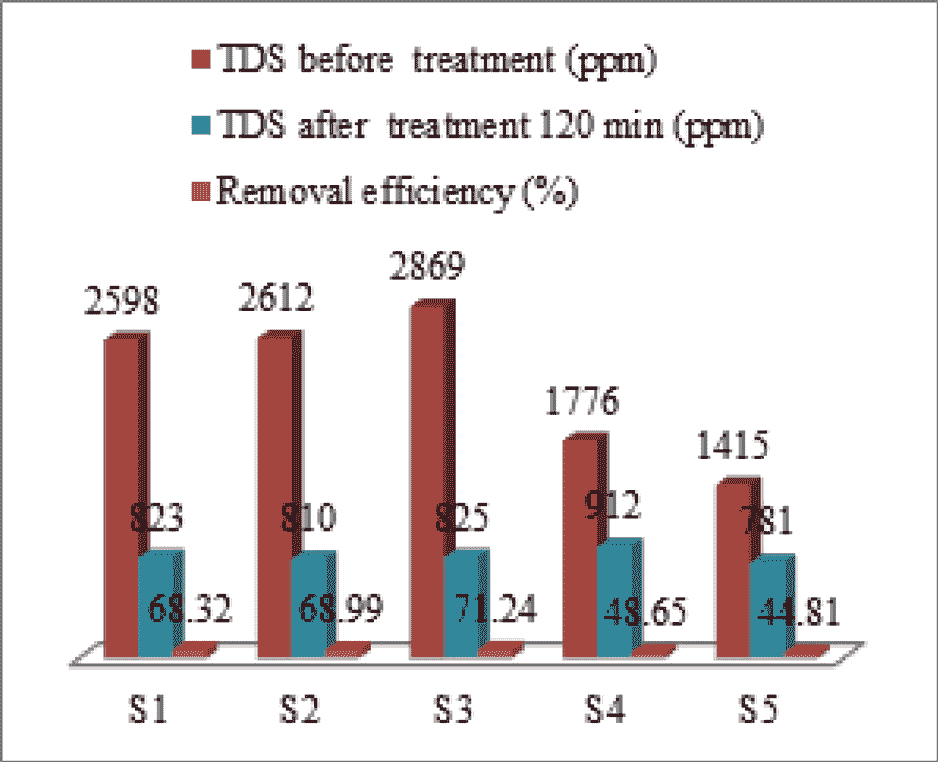 TDS before treatment (ppm)
TDS after treatment 120 min (ppm)
Removal efficiency (%)
2598
2612
2869
1776
1415
823
810
825
912
781
68.32
68.99
71.24
48.65
44.81
S1
S2
S3
S4
S5